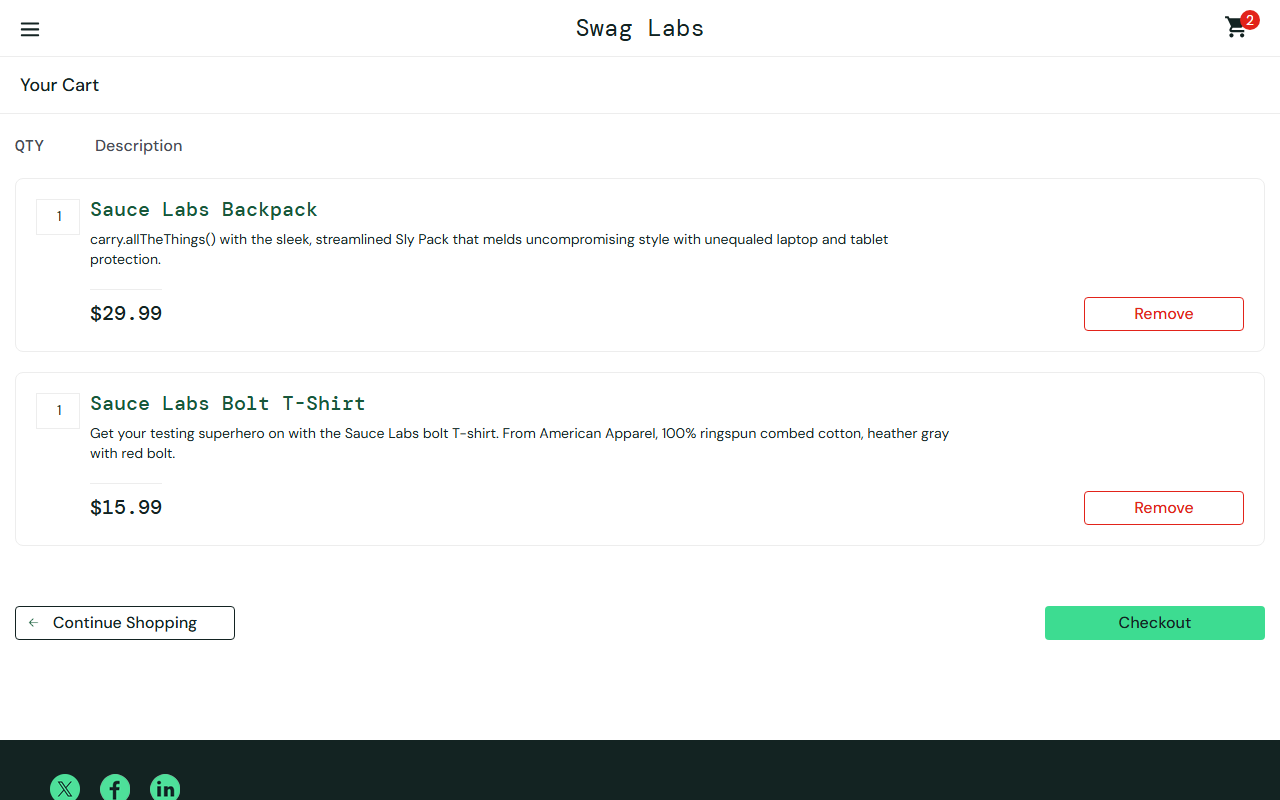 Swag Labs
2
Your Cart
QTY Description
1
Sauce Labs Backpack
carry.allTheThings() with the sleek, streamlined Sly Pack that melds uncompromising style with unequaled laptop and tablet
protection.
$29.99
Remove
1
Sauce Labs Bolt T-Shirt
Get your testing superhero on with the Sauce Labs bolt T-shirt. From American Apparel, 100% ringspun combed cotton, heather gray
with red bolt.
$15.99
Remove
Continue Shopping
Checkout